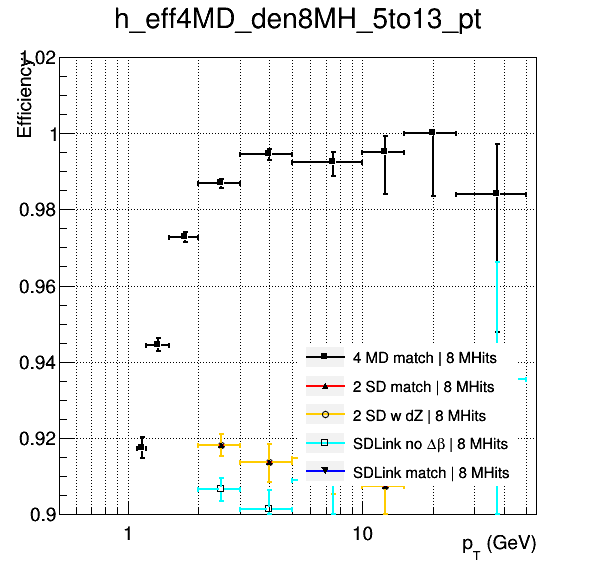 h_eff4MD_den8MH_5to13_pt
Efficiency
1.02
1
0.98
0.96
0.94
0.92
0.9
4 MD match | 8 MHits
2 SD match | 8 MHits
2 SD w dZ | 8 MHits
SDLink no Δβ | 8 MHits
SDLink match | 8 MHits
1
10
p_T (GeV)